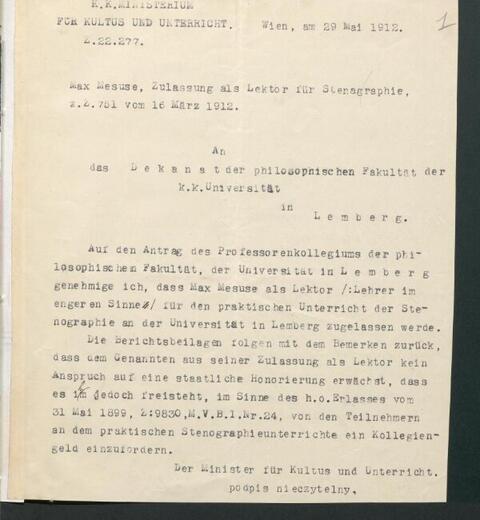 K.K.MINISTERIUM
FÜR KULTUS UND UNTERRICHT. Wien, am 29 Mai 1912.
Z.22.277.
1
Max Mesuse, Zulassung als Lektor für Stenographie,
z.Z.751 vom 16 März 1912.
An
das Dekanat der philosophischen Fakultät der
k.k.Universität
in
Lemberg.
Auf den Antrag des Professorenkollegiums der phi-
losophischen Fakultät, der Universität in Lemberg
genehmige ich, dass Max Mesuse als Lektor /:Lehrer im
engeren Sinne/ für den praktischen Unterricht der Ste-
nographie an der Universität in Lemberg zugelassen werde.
Die Berichtsbeilagen folgen mit dem Bemerken zurück,
dass dem Genannten aus seiner Zulassung als Lektor kein
Anspruch auf eine staatliche Honorierung erwächst, dass
es im jedoch freisteht, im Sinne des h.o.Erlasses vom
31 Mai 1899, Z:9830,M.V.B.I.Nr.24, von den Teilnehmern
an dem praktischen Stenographieunterrichte ein Kollegien-
geld einzufordern.
Der Minister für Kultus und Unterricht.
podpis nieczytelny.